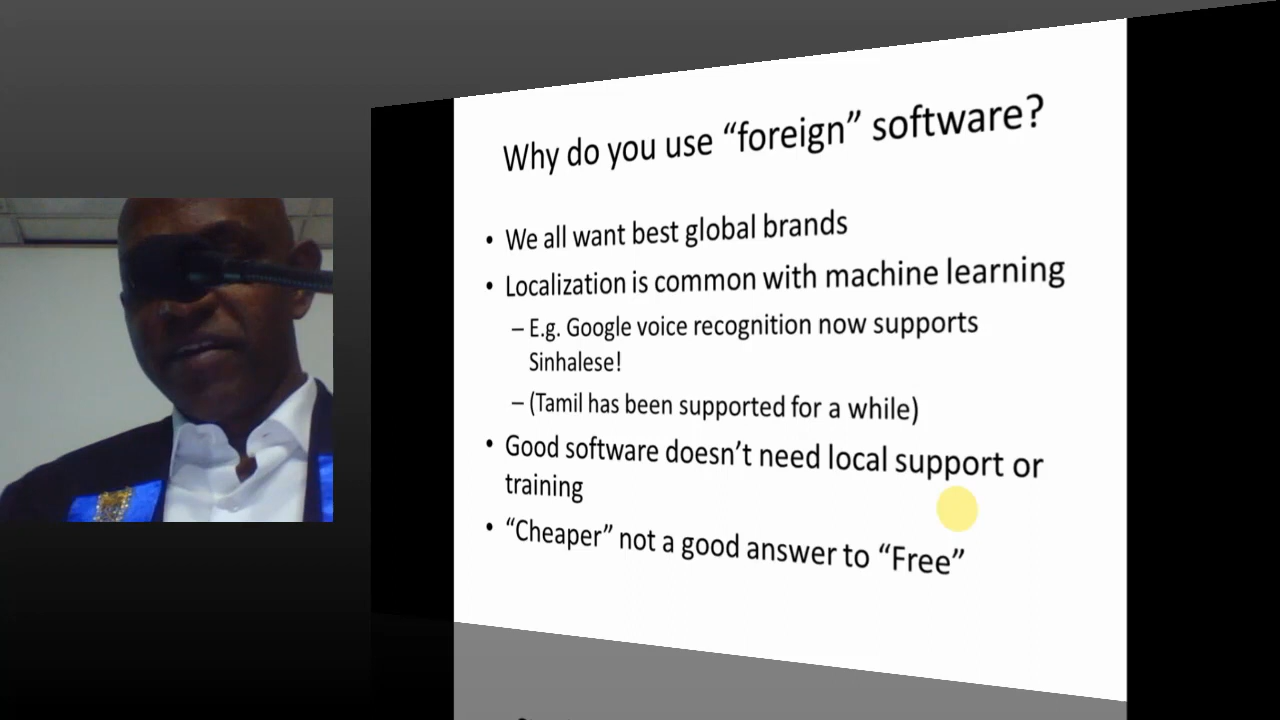 Why do you use “foreign” software?
• We all want best global brands
• Localization is common with machine learning
– E.g. Google voice recognition now supports
Sinhalese!
– (Tamil has been supported for a while)
• Good software doesn’t need local support or
training
• “Cheaper” not a good answer to “Free”